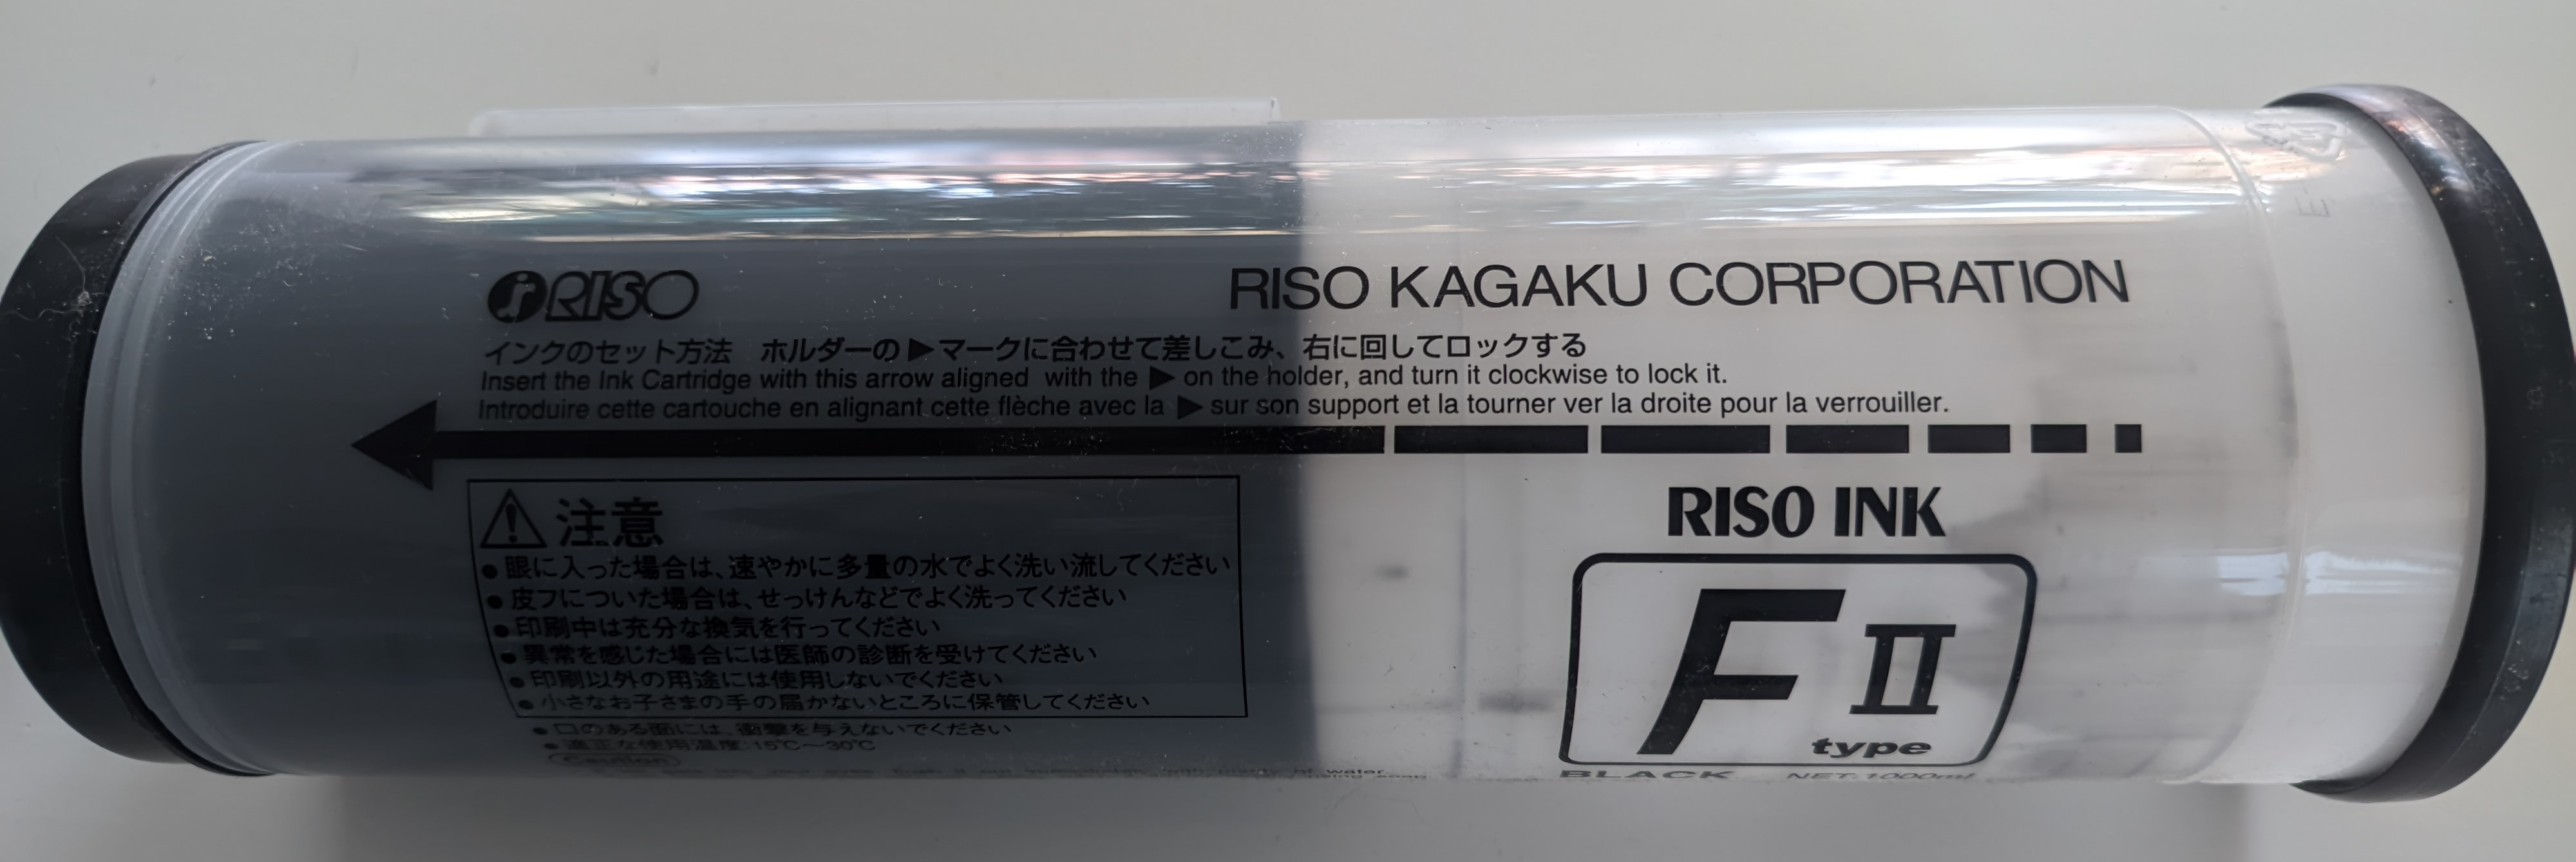 RISO
RISO KAGAKU CORPORATION
インクのセット方法 ホルダーの▶マークに合わせて差しこみ、右に回してロックする
Insert the Ink Cartridge with this arrow aligned with the ▶ on the holder, and turn it clockwise to lock it.
Introduire cette cartouche en alignant cette flèche avec la ▶ sur son support et la tourner ver la droite pour la verrouiller.
注意
● 眼に入った場合は、速やかに多量の水でよく洗い流してください
● 皮フについた場合は、せっけんなどでよく洗ってください
● 印刷中は充分な換気を行ってください
● 異常を感じた場合には医師の診断を受けてください
● 印刷以外の用途には使用しないでください
● 小さなお子さまの手の届かないところに保管してください
● 口のある面には、衝撃を与えないでください
● 適正な使用温度:15℃〜30℃
Caution
water
RISO INK
F II
type
BLACK NET:1000ml